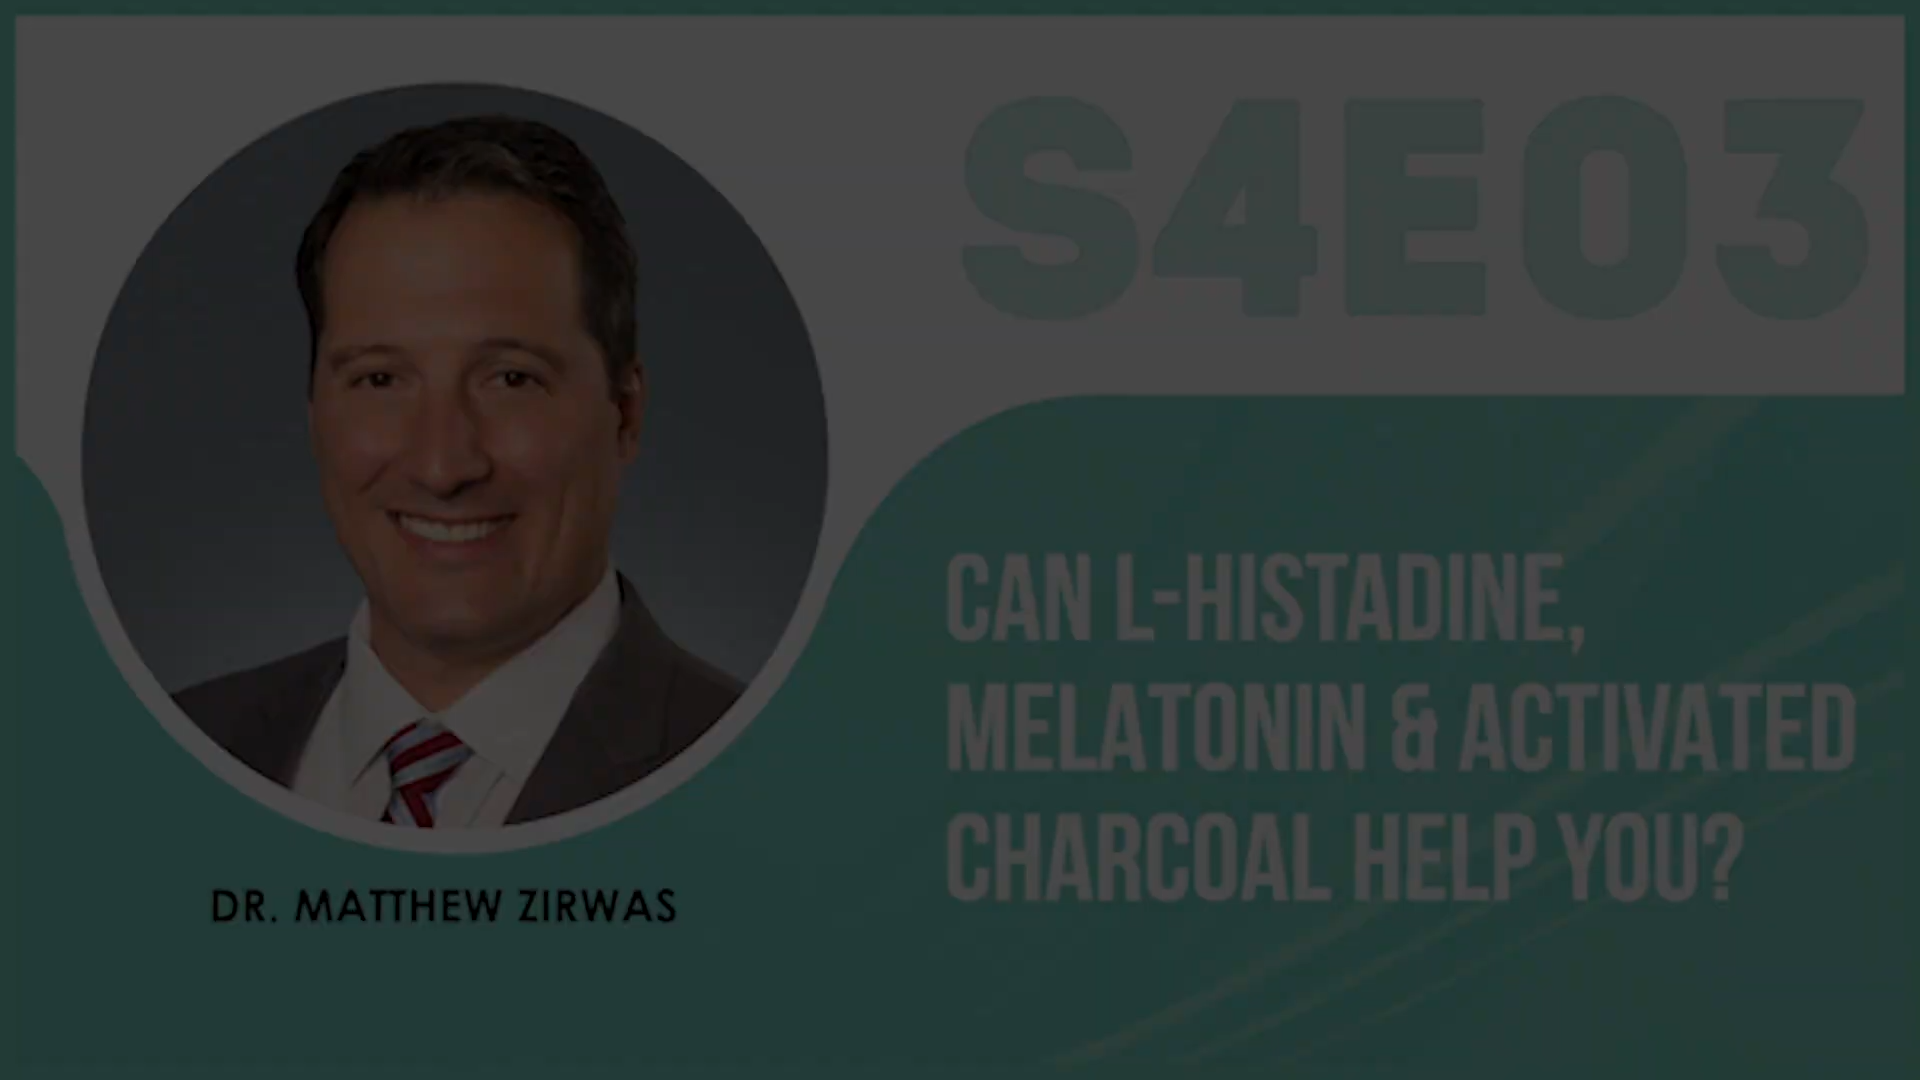 S4E03
CAN L-HISTADINE,
MELATONIN & ACTIVATED
CHARCOAL HELP YOU?
DR. MATTHEW ZIRWAS